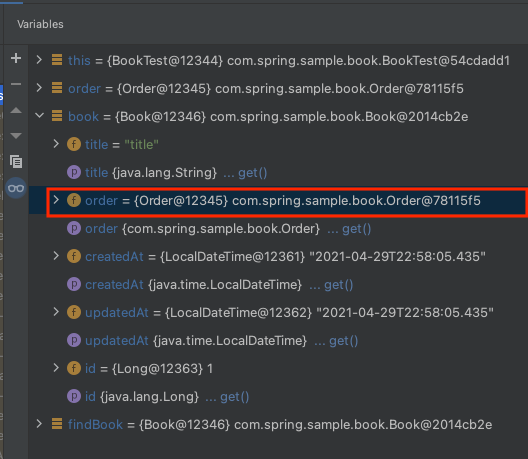 Variables
this = {BookTest@12344} com.spring.sample.book.BookTest@54cdadd1
order = {Order@12345} com.spring.sample.book.Order@78115f5
book = {Book@12346} com.spring.sample.book.Book@2014cb2e
f title = "title"
p title {java.lang.String} ... get()
f order = {Order@12345} com.spring.sample.book.Order@78115f5
p order {com.spring.sample.book.Order} ... get()
f createdAt = {LocalDateTime@12361} "2021-04-29T22:58:05.435"
p createdAt {java.time.LocalDateTime} ... get()
f updatedAt = {LocalDateTime@12362} "2021-04-29T22:58:05.435"
p updatedAt {java.time.LocalDateTime} ... get()
f id = {Long@12363} 1
p id {java.lang.Long} ... get()
findBook = {Book@12346} com.spring.sample.book.Book@2014cb2e